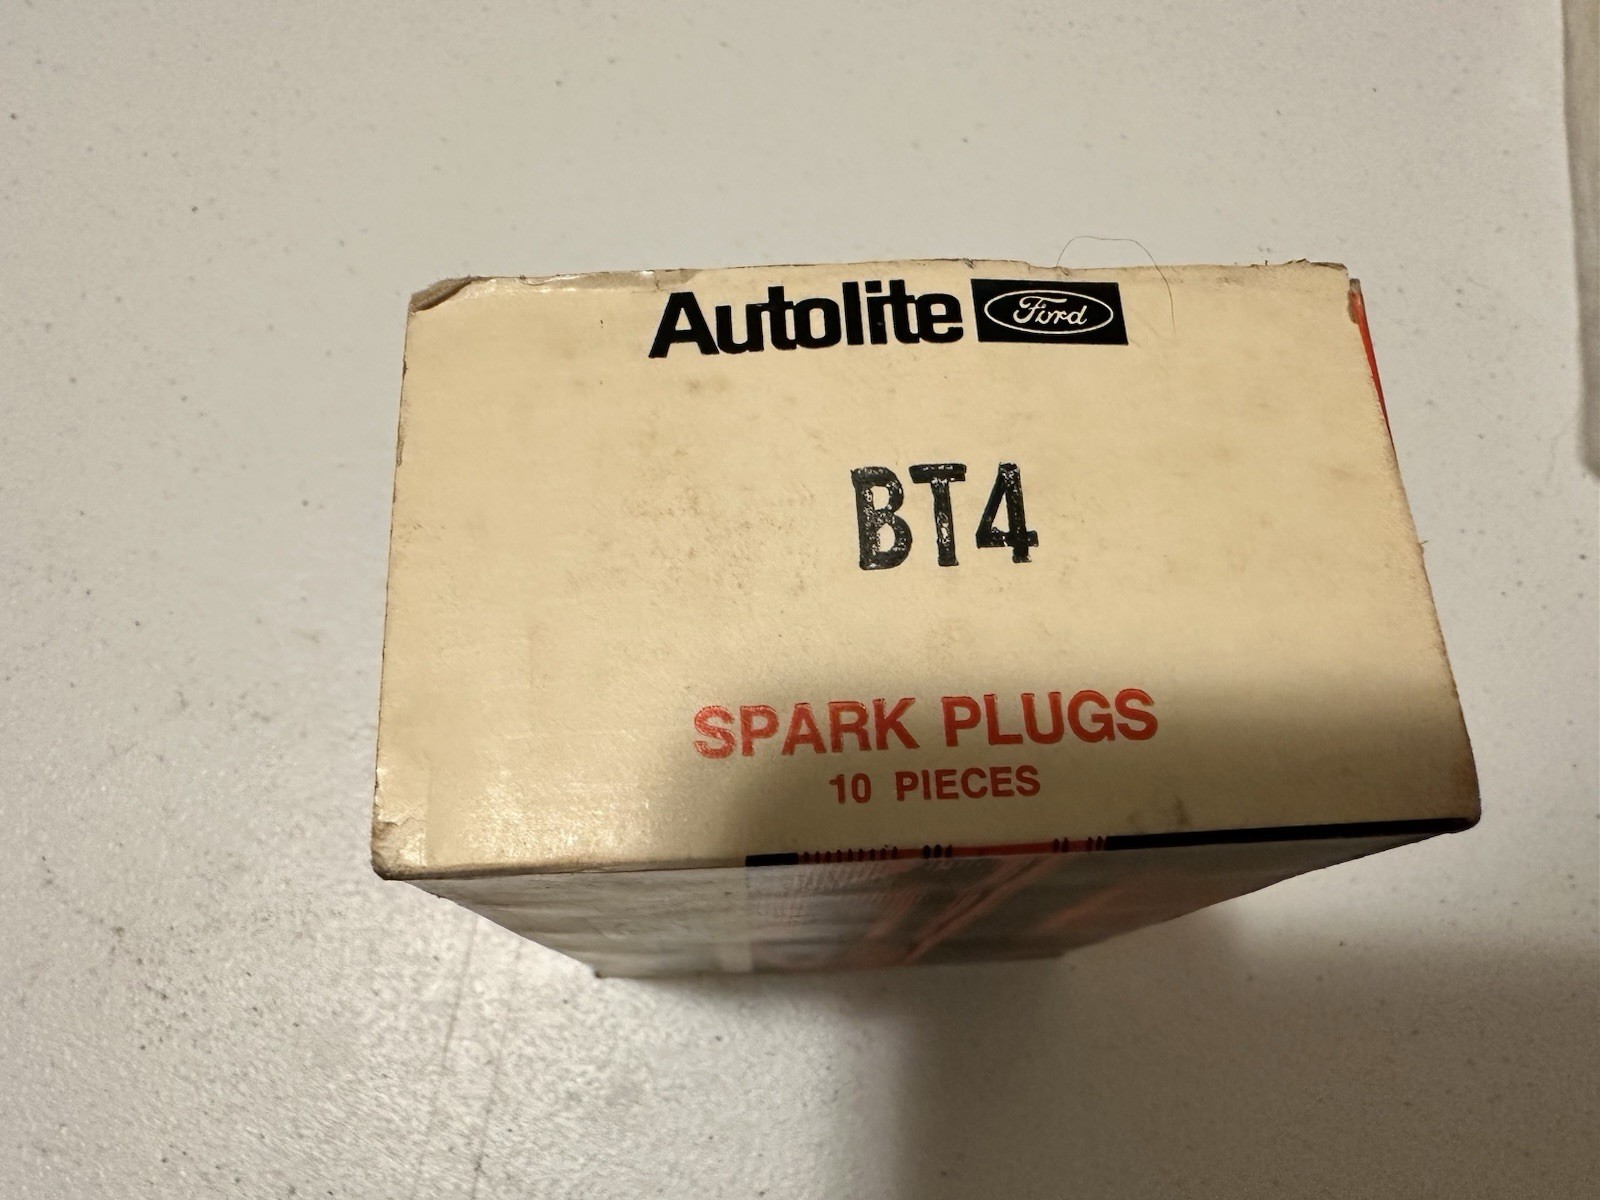 Autolite Ford
BT4
SPARK PLUGS
10 PIECES